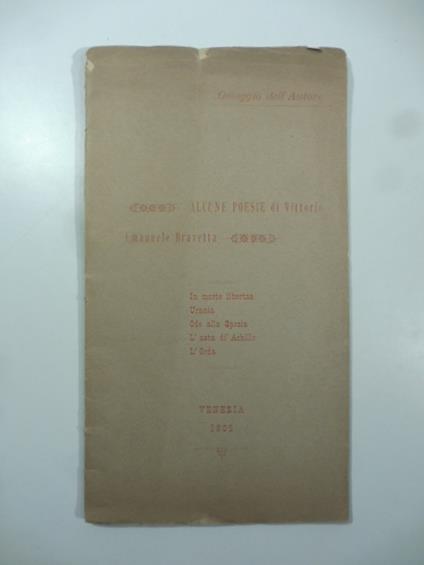 Omaggio dell'Autore
ALCUNE POESIE di Vittorio
Emanuele Bravetta
In morte libertas
Urania
Ode alla
L'asta di Achille
L'Orda
VENEZIA